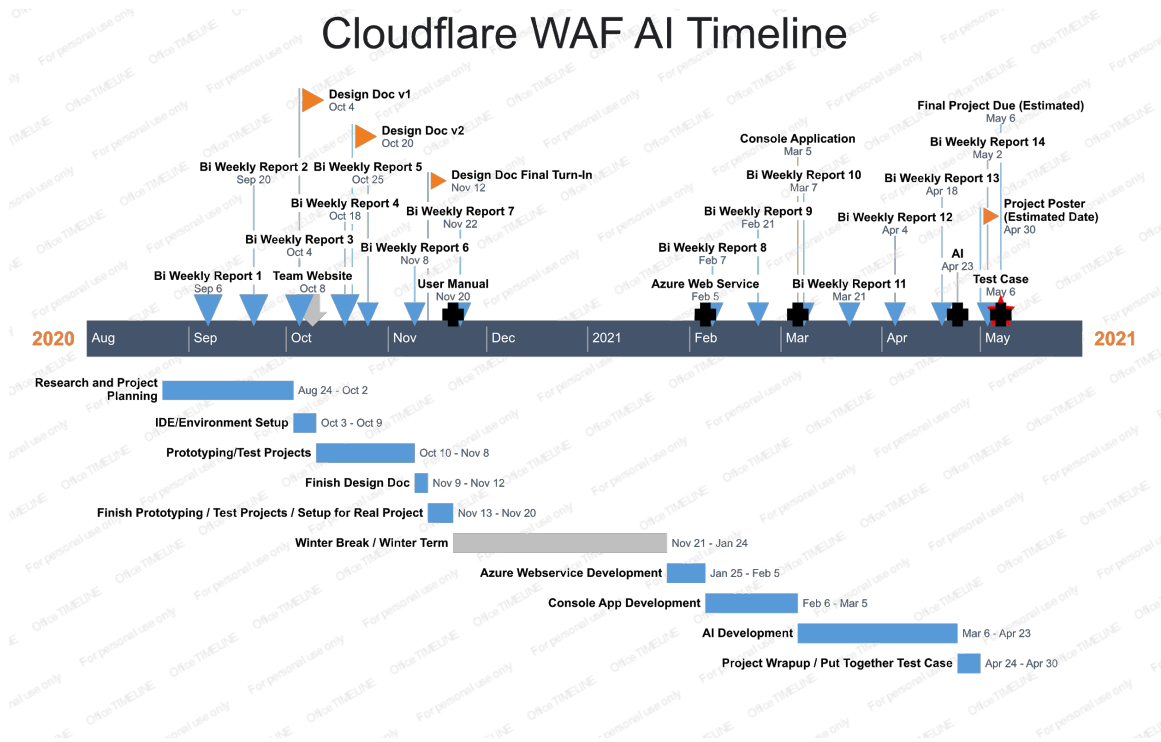 Cloudflare WAF AI Timeline
Design Doc v1
Oct 4
Design Doc v2
Oct 20
Bi Weekly Report 2
Sep 20
Bi Weekly Report 5
Oct 25
Design Doc Final Turn-In
Nov 12
Bi Weekly Report 4
Oct 18
Bi Weekly Report 7
Nov 22
Bi Weekly Report 3
Oct 4
Bi Weekly Report 6
Nov 8
Bi Weekly Report 1
Sep 6
Team Website
Oct 8
User Manual
Nov 20
Final Project Due (Estimated)
May 6
Console Application
Mar 5
Bi Weekly Report 14
May 2
Bi Weekly Report 10
Mar 7
Bi Weekly Report 13
Apr 18
Bi Weekly Report 9
Feb 21
Bi Weekly Report 12
Apr 4
Project Poster
(Estimated Date)
Apr 30
Bi Weekly Report 8
Feb 7
AI
Apr 23
Azure Web Service
Feb 5
Bi Weekly Report 11
Mar 21
Test Case
May 6
2020
Aug
Sep
Oct
Nov
Dec
2021
Feb
Mar
Apr
May
2021
Research and Project
Planning
Aug 24 - Oct 2
IDE/Environment Setup
Oct 3 - Oct 9
Prototyping/Test Projects
Oct 10 - Nov 8
Finish Design Doc
Nov 9 - Nov 12
Finish Prototyping / Test Projects / Setup for Real Project
Nov 13 - Nov 20
Winter Break / Winter Term
Nov 21 - Jan 24
Azure Webservice Development
Jan 25 - Feb 5
Console App Development
Feb 6 - Mar 5
AI Development
Mar 6 - Apr 23
Project Wrapup / Put Together Test Case
Apr 24 - Apr 30
For personal use only
Office TIMELINE